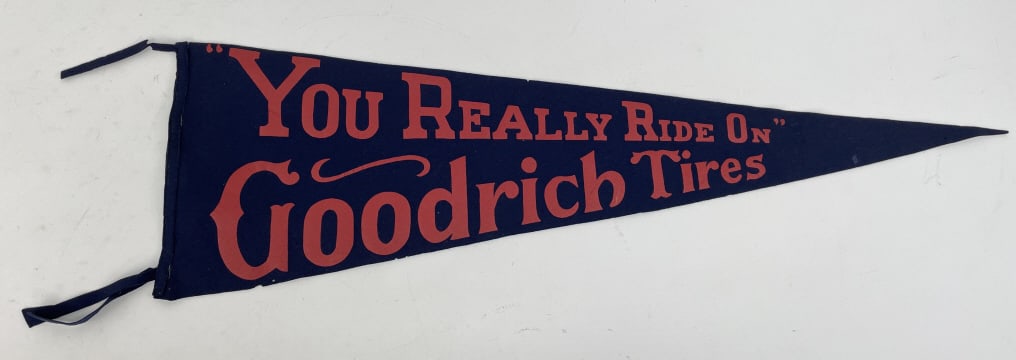 "You Really Ride On"
Goodrich Tires